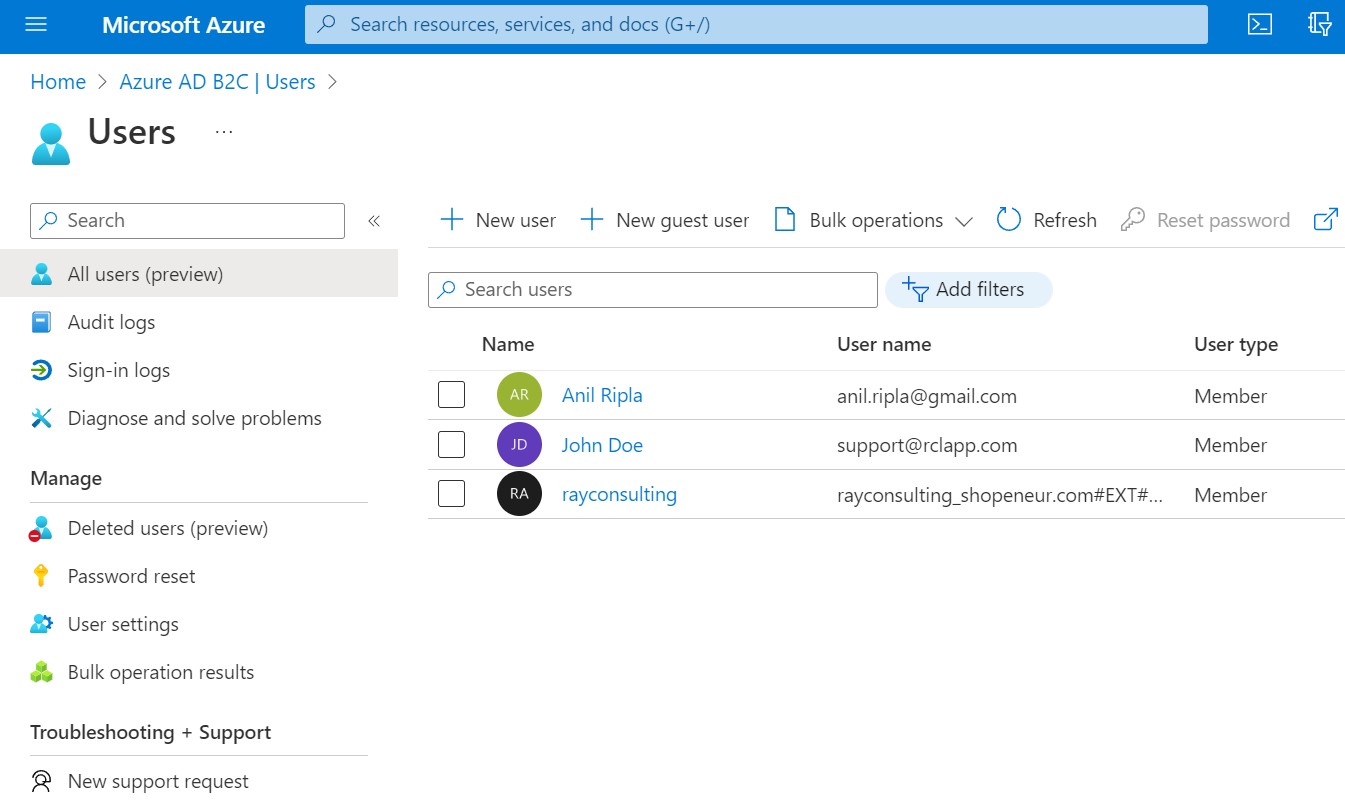 Microsoft Azure
Search resources, services, and docs (G+/)
Home > Azure AD B2C | Users >
Users ...
Search «
All users (preview)
Audit logs
Sign-in logs
Diagnose and solve problems
Manage
Deleted users (preview)
Password reset
User settings
Bulk operation results
Troubleshooting + Support
New support request
New user New guest user Bulk operations Refresh Reset password
Search users Add filters
Name User name User type
AR Anil Ripla anil.ripla@gmail.com Member
JD John Doe support@rclapp.com Member
RA rayconsulting rayconsulting_shopeneur.com#EXT#... Member